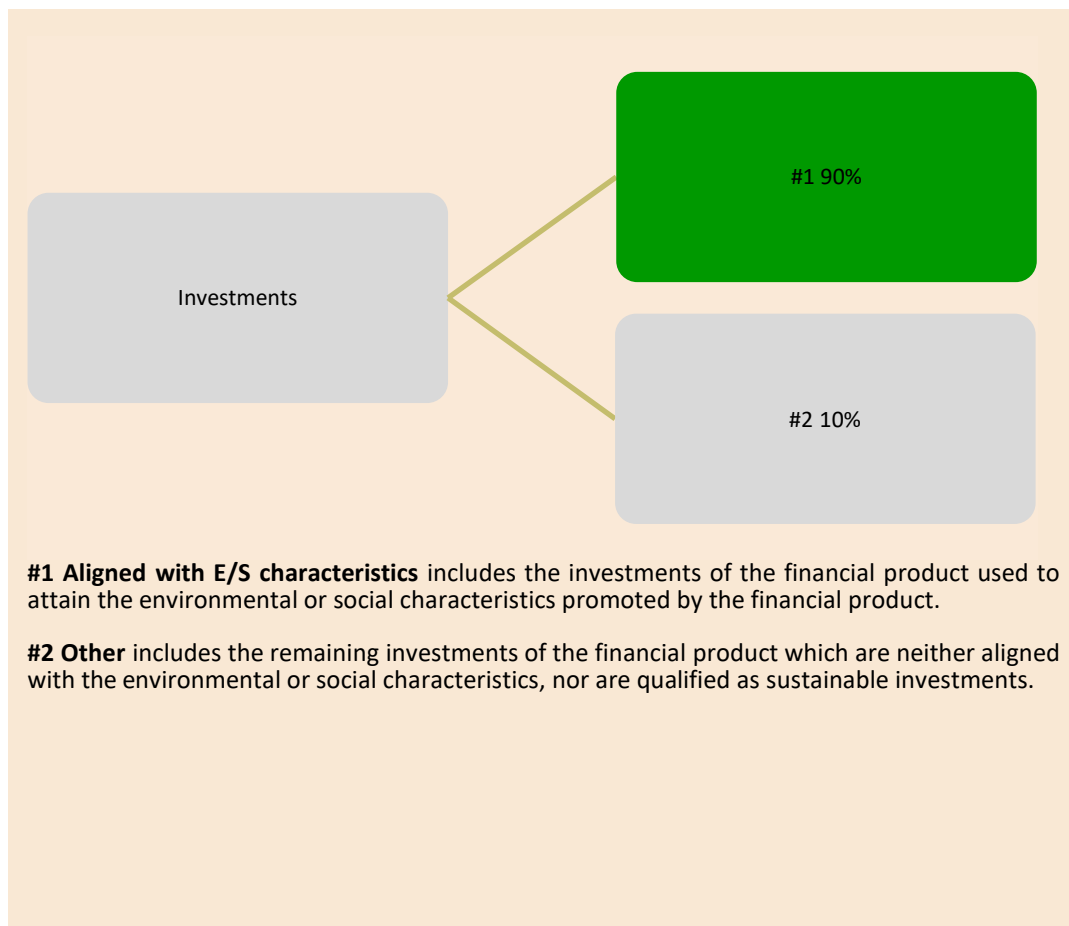 #1 90%
Investments
#2 10%
#1 Aligned with E/S characteristics includes the investments of the financial product used to
attain the environmental or social characteristics promoted by the financial product.
#2 Other includes the remaining investments of the financial product which are neither aligned
with the environmental or social characteristics, nor are qualified as sustainable investments.